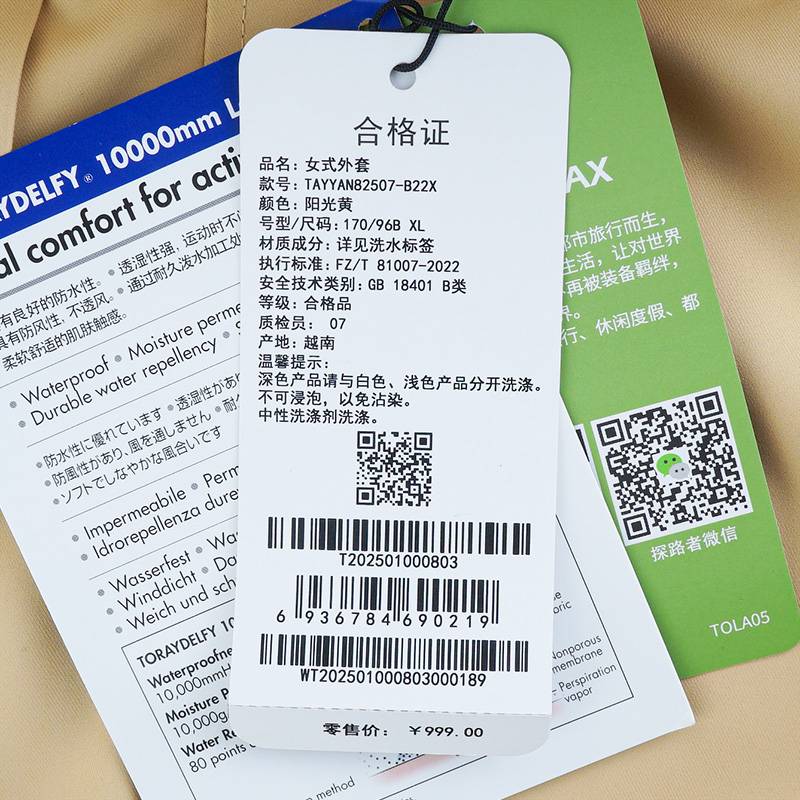 合格证
品名: 女式外套
款号: TAYYAN82507-B22X
颜色: 阳光黄
号型/尺码: 170/96B XL
材质成分: 详见洗水标签
执行标准: FZ/T 81007-2022
安全技术类别: GB 18401 B类
等级: 合格品
质检员: 07
产地: 越南
温馨提示:
深色产品请与白色、浅色产品分开洗涤。
不可浸泡，以免沾染。
中性洗涤剂洗涤。
T202501000803
6 936784 690219
WT202501000803000189
零售价: ￥999.00
YDELFY® 10000mm
al comfort for acti
有良好的防水性。 • 透湿性强，运动时不
具有防风性，不透风。 • 通过耐久泼水加工处
柔软舒适的肌肤触感。
• Waterproof • Moisture perme
• Durable water repellency
• 防水性に優れています • 透湿性があり
• 防風性があり、風を通しません • 耐久
• ソフトでしなやかな風合いです
• Impermeabile • Perm
• Idrorepellenza dure
• Wasserfest • Wa
• Winddicht • Da
• Weich und sch
TORAYDELFY 10
Waterproofne
10,000mmH
Moisture P
10,000g
Water Re
80 points
n method
oric
Nonporous
membrane
= Perspiration
vapor
AX
都市旅行而生，
生活，让对世界
再被装备羁绊，
界。
行、休闲度假、都
探路者微信
TOLA05